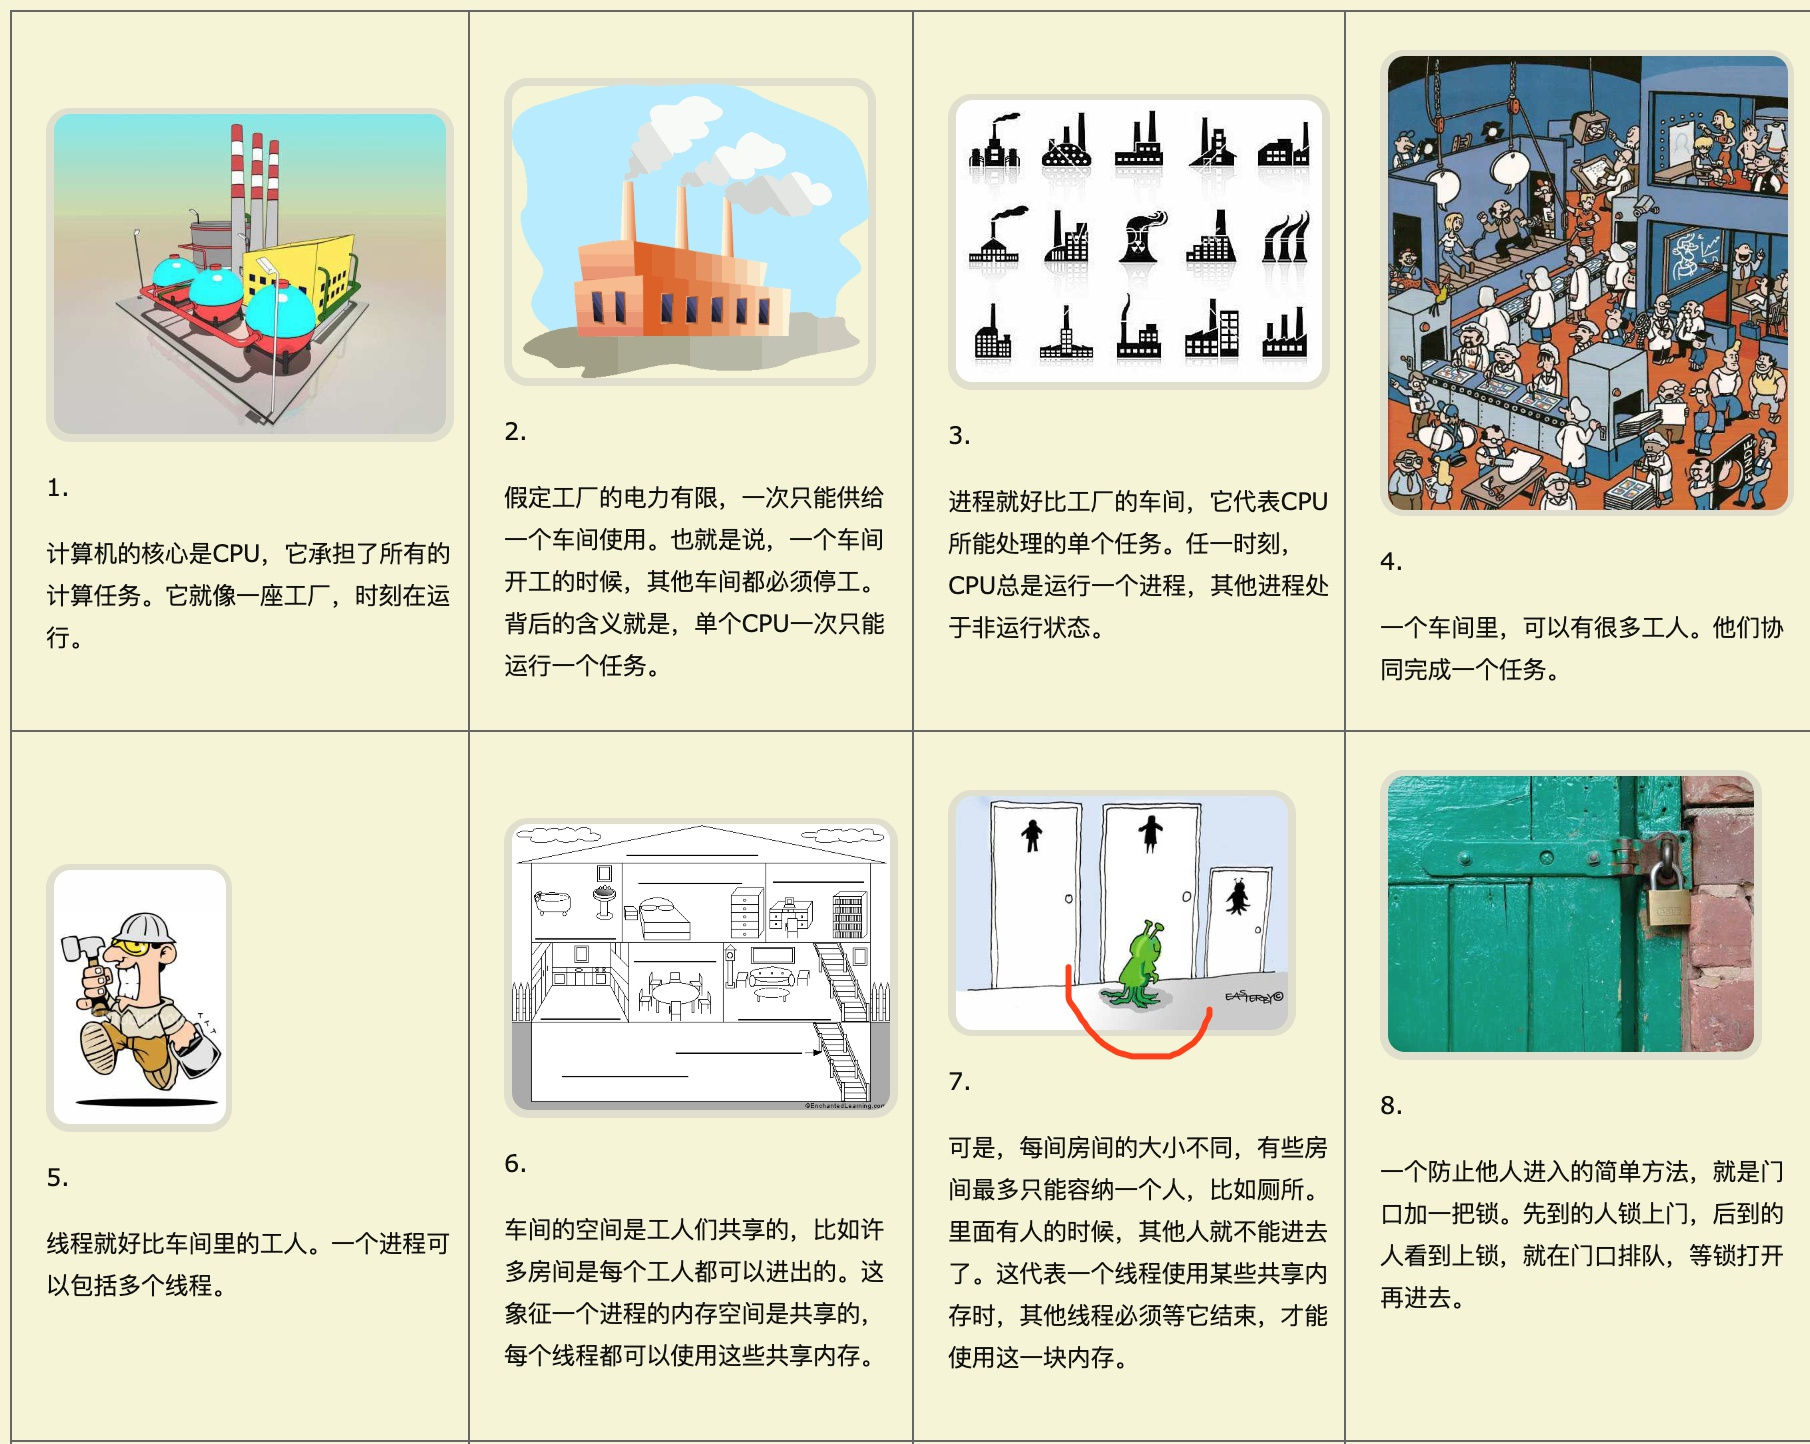 1.
计算机的核心是CPU，它承担了所有的
计算任务。它就像一座工厂，时刻在运
行。
2.
假定工厂的电力有限，一次只能供给
一个车间使用。也就是说，一个车间
开工的时候，其他车间都必须停工。
背后的含义就是，单个CPU一次只能
运行一个任务。
3.
进程就好比工厂的车间，它代表CPU
所能处理的单个任务。任一时刻，
CPU总是运行一个进程，其他进程处
于非运行状态。
4.
一个车间里，可以有很多工人。他们协
同完成一个任务。
5.
线程就好比车间里的工人。一个进程可
以包括多个线程。
©EnchantedLearning.com
6.
车间的空间是工人们共享的，比如许
多房间是每个工人都可以进出的。这
象征一个进程的内存空间是共享的，
每个线程都可以使用这些共享内存。
EASTERBY©
7.
可是，每间房间的大小不同，有些房
间最多只能容纳一个人，比如厕所。
里面有人的时候，其他人就不能进去
了。这代表一个线程使用某些共享内
存时，其他线程必须等它结束，才能
使用这一块内存。
8.
一个防止他人进入的简单方法，就是门
口加一把锁。先到的人锁上门，后到的
人看到上锁，就在门口排队，等锁打开
再进去。